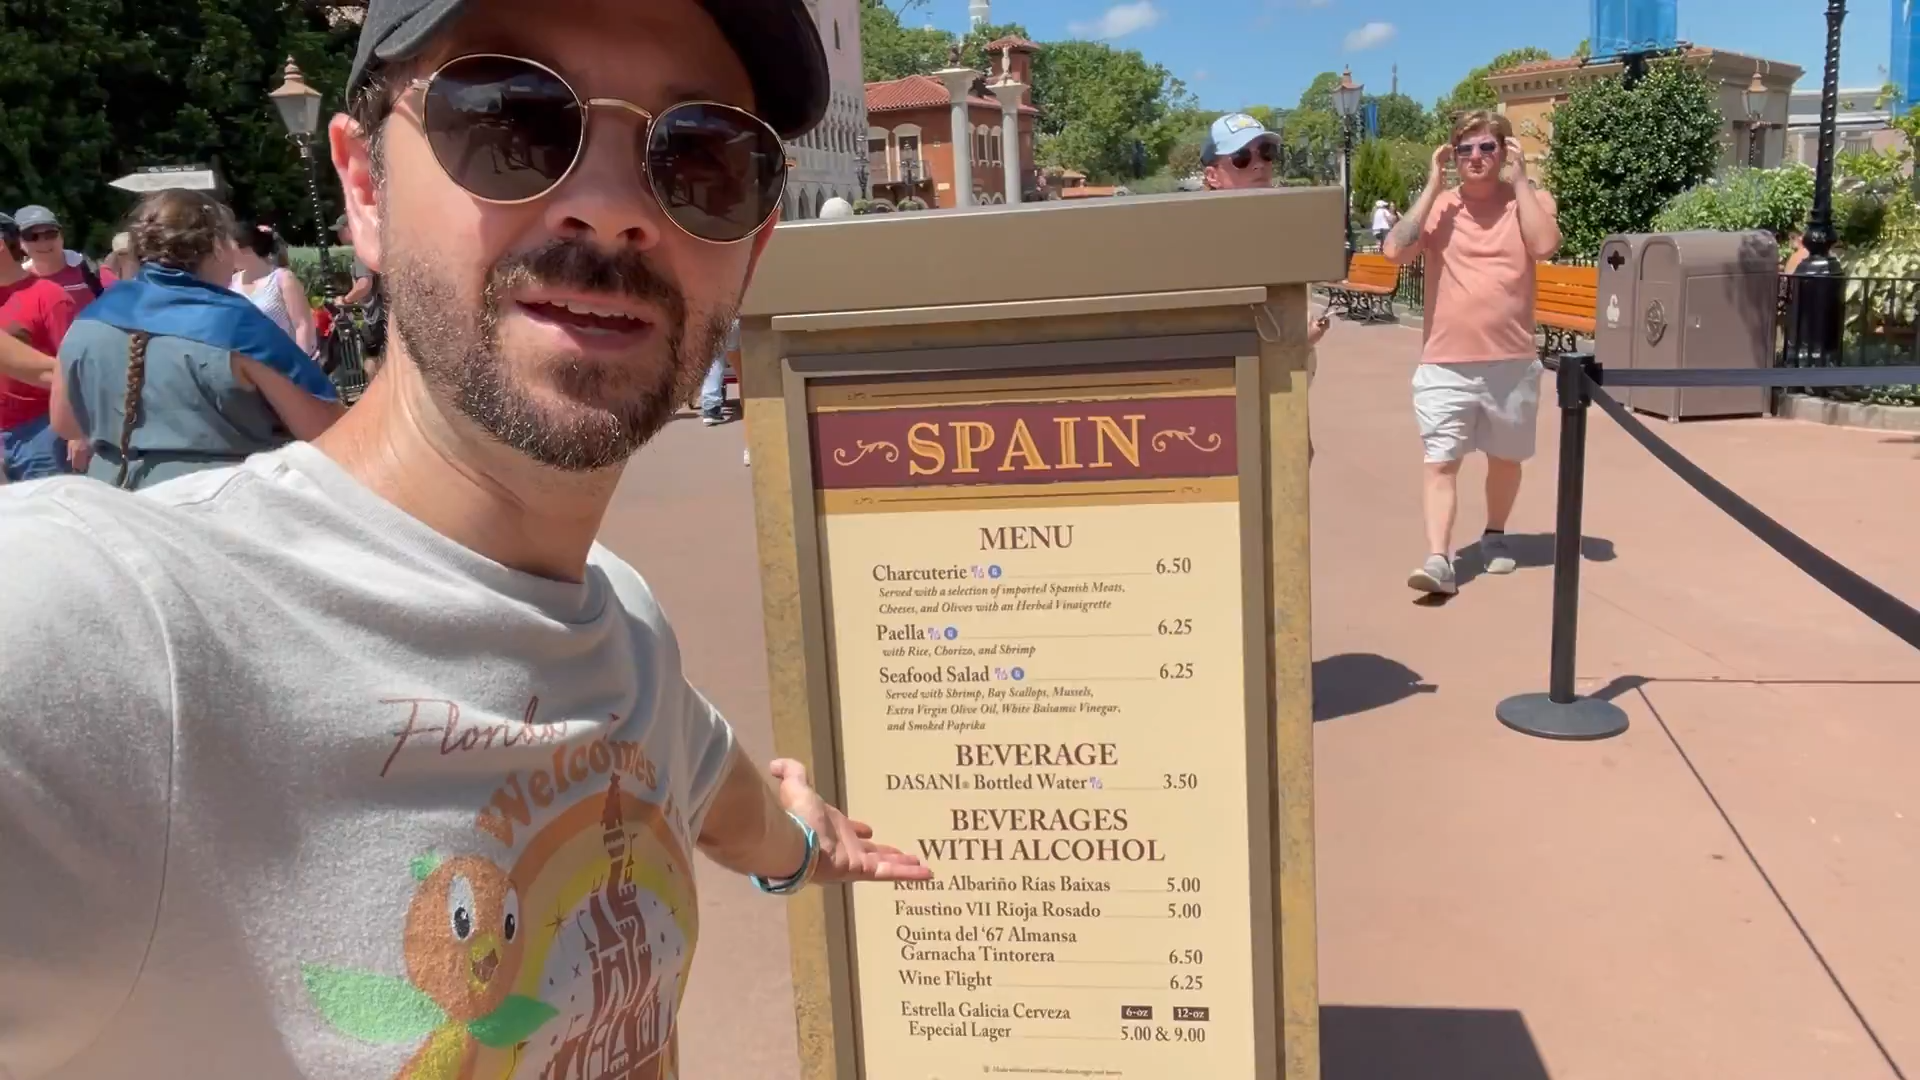 SPAIN
MENU
Charcuterie 6.50
Served with a selection of imported Spanish Meats,
Cheeses, and Olives with an Herbed Vinaigrette
Paella 6.25
with Rice, Chorizo, and Shrimp
Seafood Salad 6.25
Served with Shrimp, Bay Scallops, Mussels,
Extra Virgin Olive Oil, White Balsamic Vinegar,
and Smoked Paprika
BEVERAGE
DASANI® Bottled Water 3.50
BEVERAGES
WITH ALCOHOL
Kentia Albariño Rías Baixas 5.00
Faustino VII Rioja Rosado 5.00
Quinta del '67 Almansa
Garnacha Tintorera 6.50
Wine Flight 6.25
Estrella Galicia Cerveza 6-oz 12-oz
Especial Lager 5.00 & 9.00
Florida
Welcomes